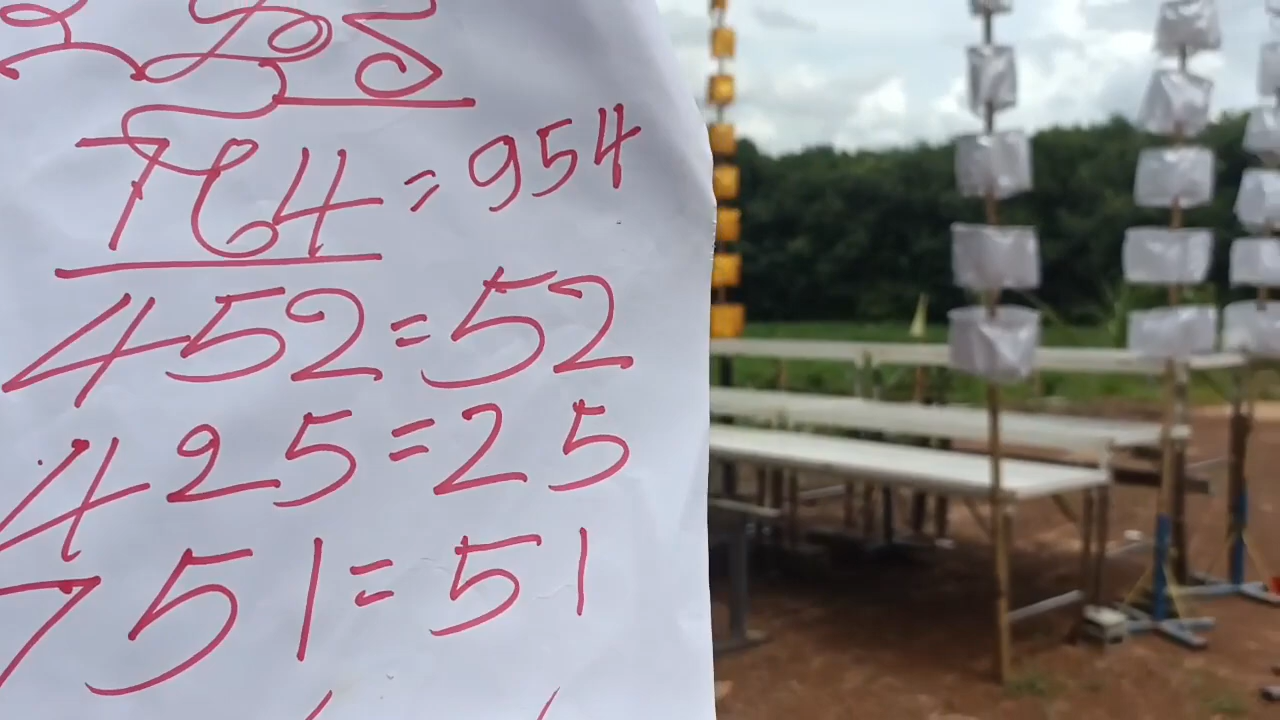 764 = 954
452 = 52
425 = 25
751 = 51